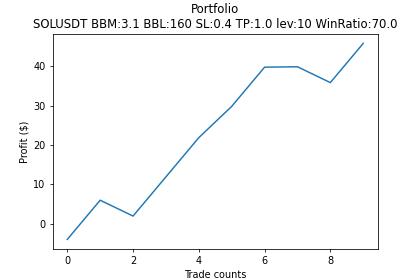 Portfolio
SOLUSDT BBM:3.1 BBL:160 SL:0.4 TP:1.0 lev:10 WinRatio:70.0
40
30
20
10
0
Profit ($)
0 2 4 6 8
Trade counts